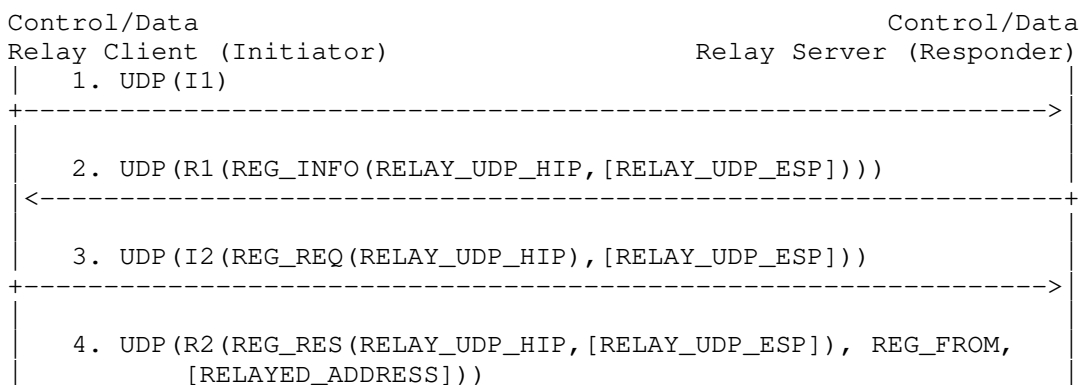 Control/Data                                        Control/Data
Relay Client (Initiator)                Relay Server (Responder)
|   1. UDP(I1)                                                 |
+------------------------------------------------------------->|
|                                                              |
|   2. UDP(R1(REG_INFO(RELAY_UDP_HIP,[RELAY_UDP_ESP])))        |
|<-------------------------------------------------------------+
|                                                              |
|   3. UDP(I2(REG_REQ(RELAY_UDP_HIP),[RELAY_UDP_ESP]))         |
+------------------------------------------------------------->|
|                                                              |
|   4. UDP(R2(REG_RES(RELAY_UDP_HIP,[RELAY_UDP_ESP]), REG_FROM, |
|          [RELAYED_ADDRESS]))                                 |